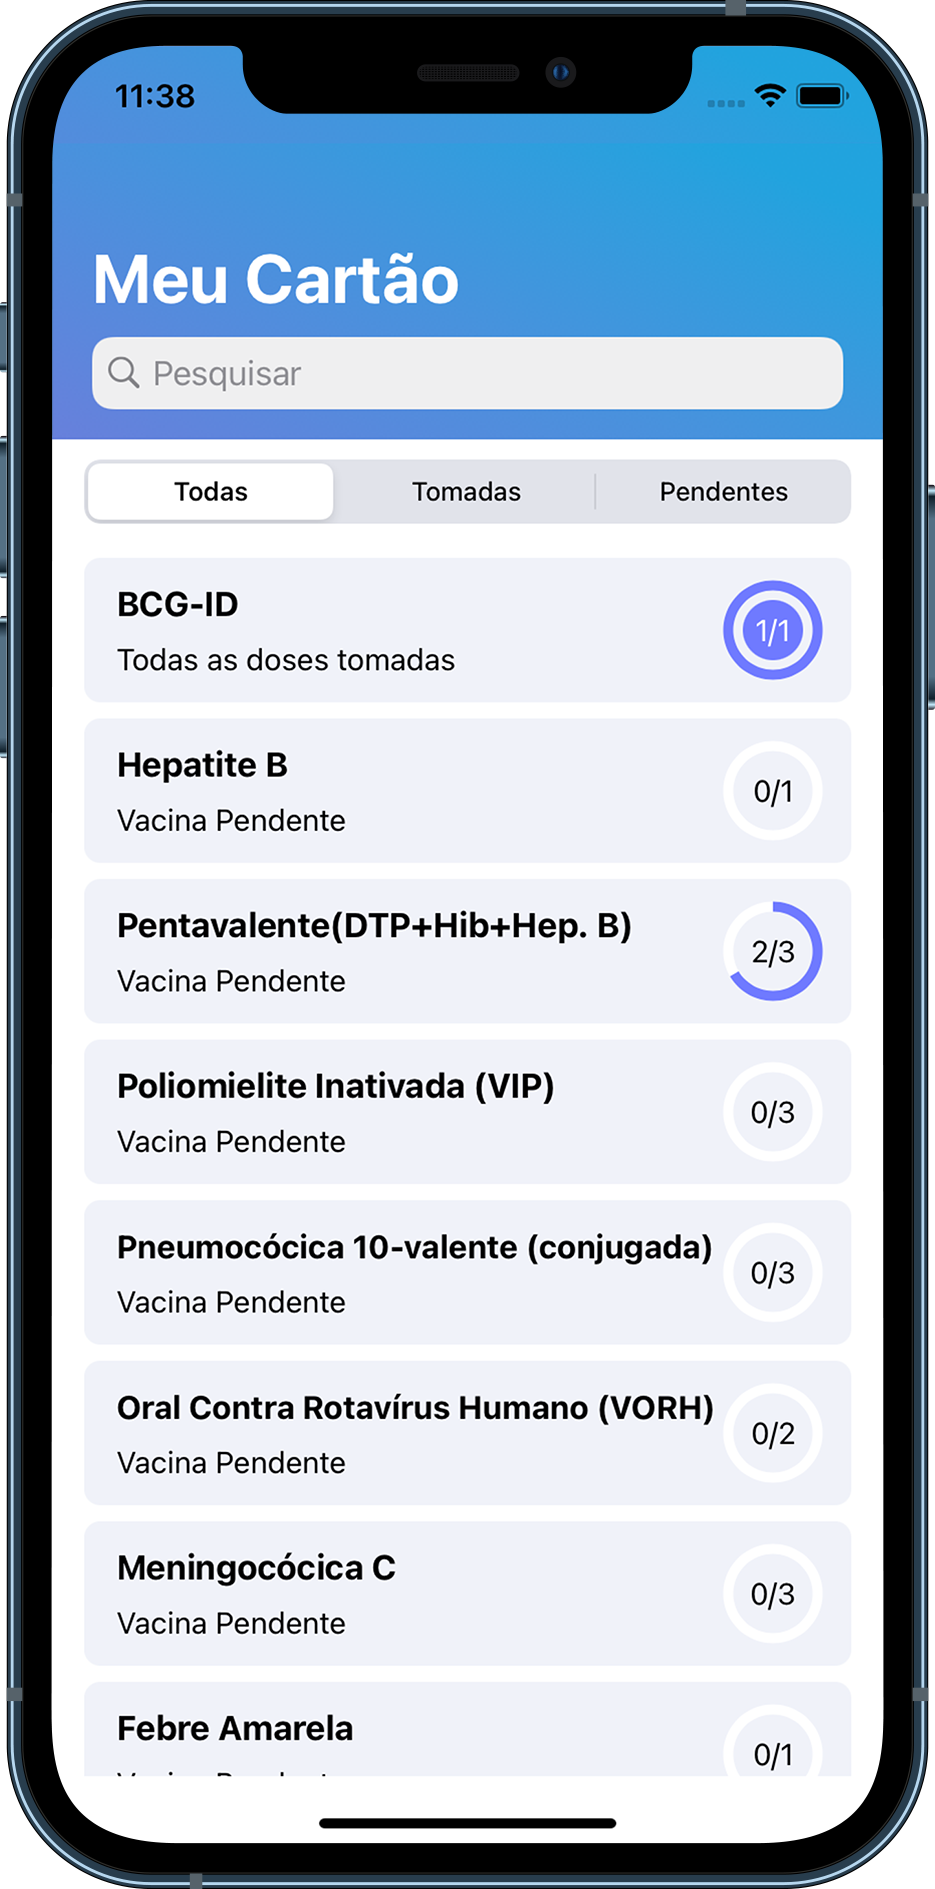 11:38
Meu Cartão
Pesquisar
Todas Tomadas Pendentes
BCG-ID
Todas as doses tomadas
1/1
Hepatite B
Vacina Pendente
0/1
Pentavalente(DTP+Hib+Hep. B)
Vacina Pendente
2/3
Poliomielite Inativada (VIP)
Vacina Pendente
0/3
Pneumocócica 10-valente (conjugada)
Vacina Pendente
0/3
Oral Contra Rotavírus Humano (VORH)
Vacina Pendente
0/2
Meningocócica C
Vacina Pendente
0/3
Febre Amarela
0/1